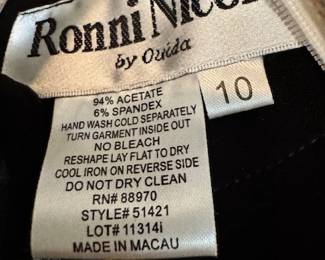 Ronni Nicole
by Ouida
10
94% ACETATE
6% SPANDEX
HAND WASH COLD SEPARATELY
TURN GARMENT INSIDE OUT
NO BLEACH
RESHAPE LAY FLAT TO DRY
COOL IRON ON REVERSE SIDE
DO NOT DRY CLEAN
RN# 88970
STYLE# 51421
LOT# 11314i
MADE IN MACAU